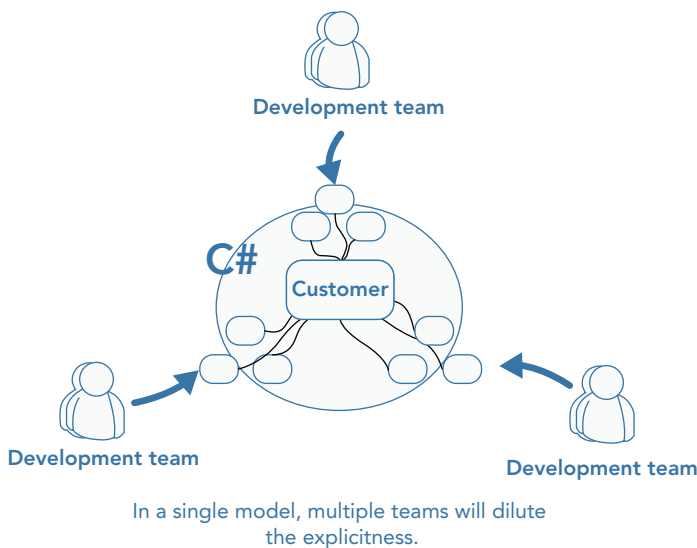 Development team
C#
Customer
Development team
Development team
In a single model, multiple teams will dilute
the explicitness.